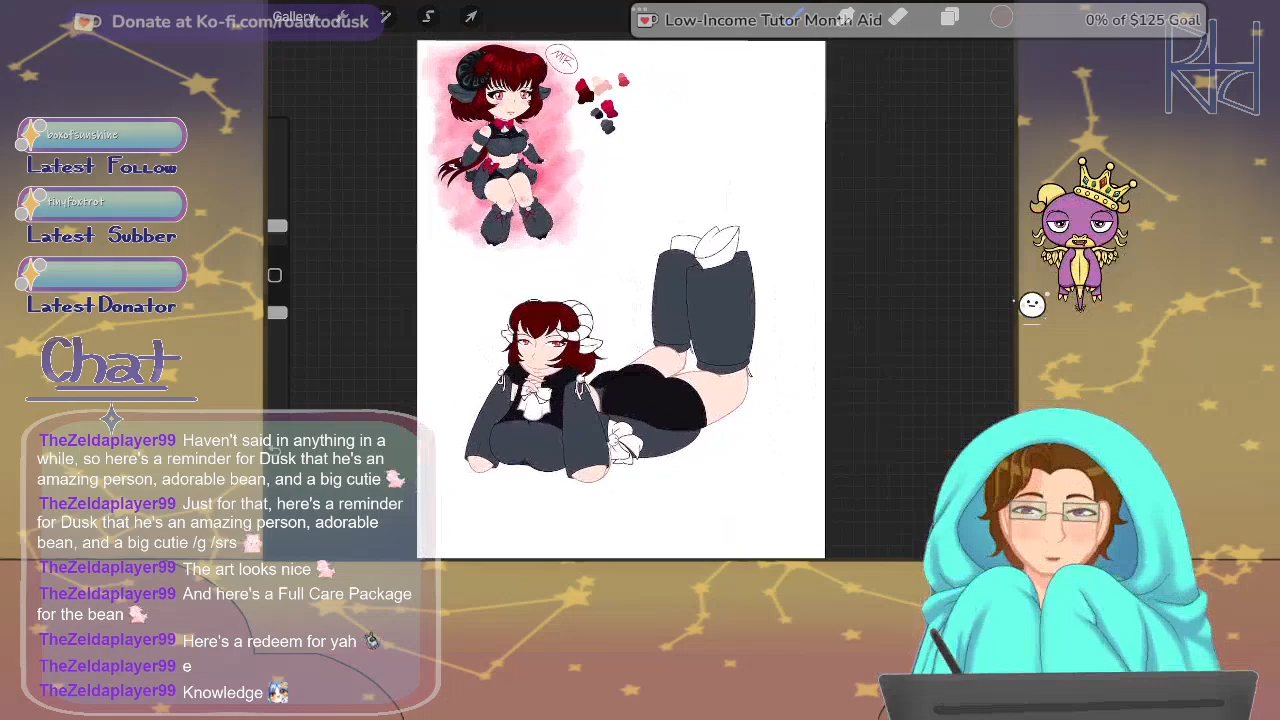 Donate at Ko-fi.com/roadtodusk
Gallery
Low-Income Tutor Month Aid
0% of $125 Goal
boxofsunshine
Latest Follow
tinyfoxtrot
Latest Subber
Latest Donator
Chat
TheZeldaplayer99 Haven't said in anything in a
while, so here's a reminder for Dusk that he's an
amazing person, adorable bean, and a big cutie
TheZeldaplayer99 Just for that, here's a reminder
for Dusk that he's an amazing person, adorable
bean, and a big cutie /g /srs
TheZeldaplayer99 The art looks nice
TheZeldaplayer99 And here's a Full Care Package
for the bean
TheZeldaplayer99 Here's a redeem for yah
TheZeldaplayer99 e
TheZeldaplayer99 Knowledge